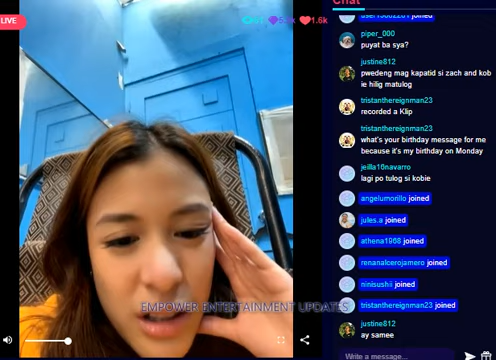 LIVE
1.6k
EMPOWER: ENTERTAINMENT UPDATES
Chat
joined
piper_000
puyat ba sya?
justine812
pwedeng mag kapatid si zach and kob
ie hilig matulog
tristanthereignman23
recorded a Klip
tristanthereignman23
what's your birthday message for me
because it's my birthday on Monday
jeilla16navarro
lagi po tulog si kobie
angelumorillo joined
jules.a joined
athena1968 joined
renanalcerojamero joined
ninisushii joined
tristanthereignman23 joined
justine812
ay samee
Write a message...